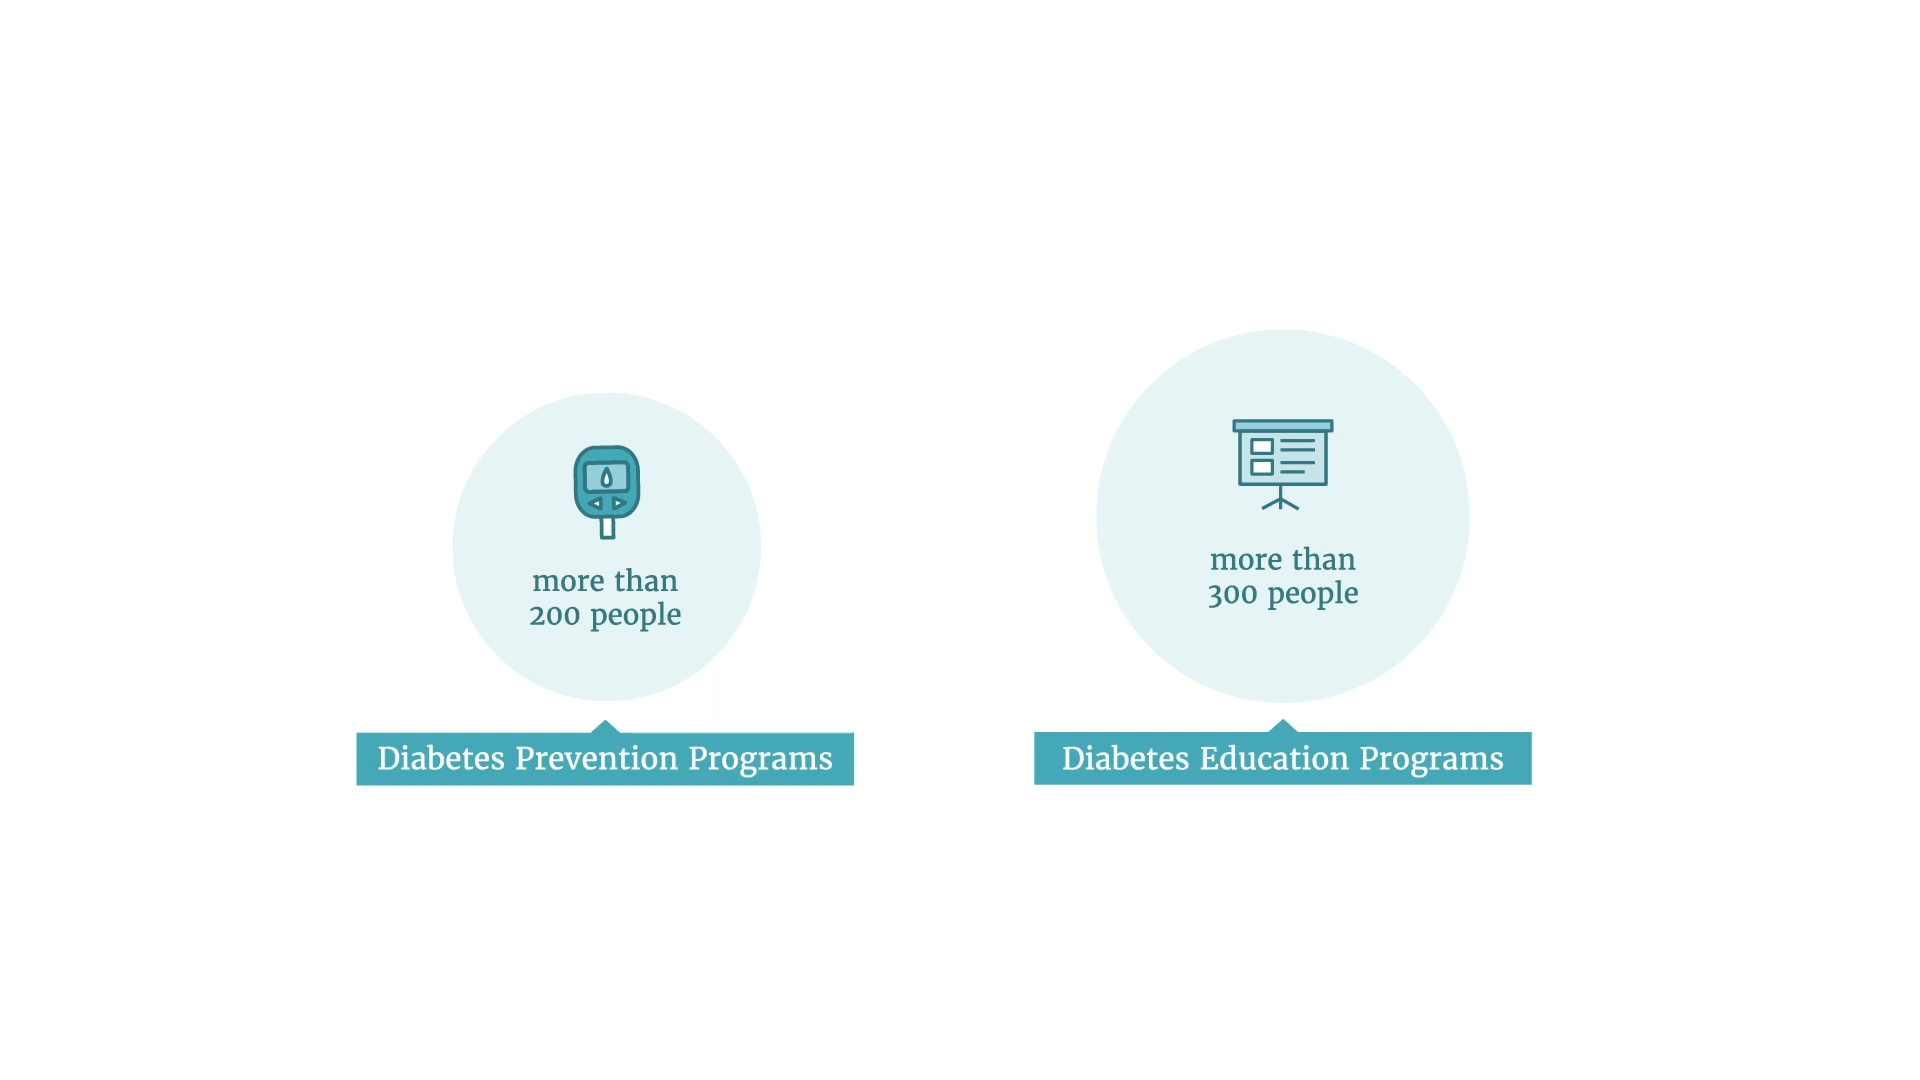 more than
200 people
Diabetes Prevention Programs
more than
300 people
Diabetes Education Programs